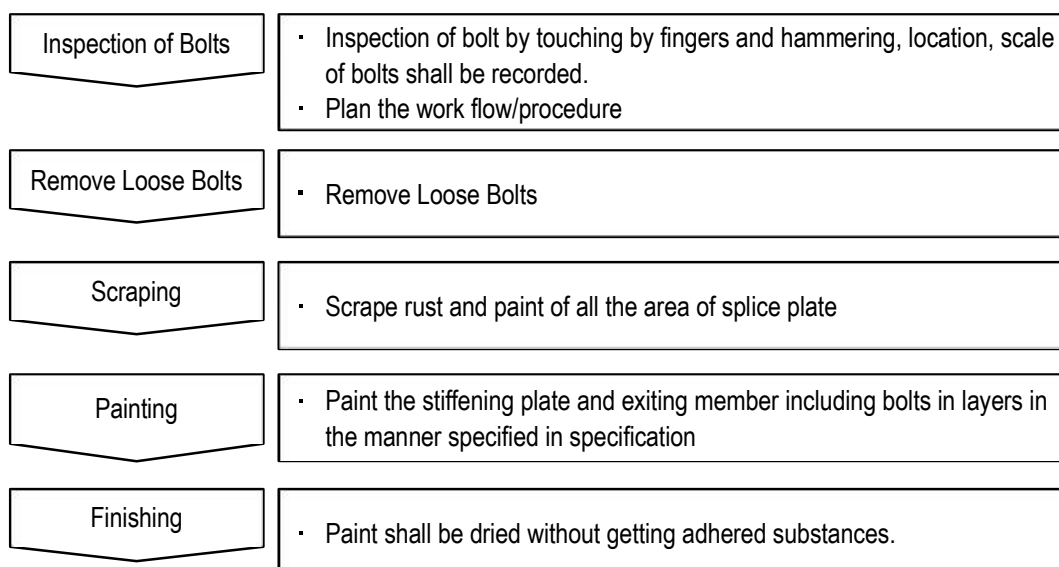 Inspection of Bolts
· Inspection of bolt by touching by fingers and hammering, location, scale
of bolts shall be recorded.
· Plan the work flow/procedure
Remove Loose Bolts
· Remove Loose Bolts
Scraping
· Scrape rust and paint of all the area of splice plate
Painting
· Paint the stiffening plate and exiting member including bolts in layers in
the manner specified in specification
Finishing
· Paint shall be dried without getting adhered substances.